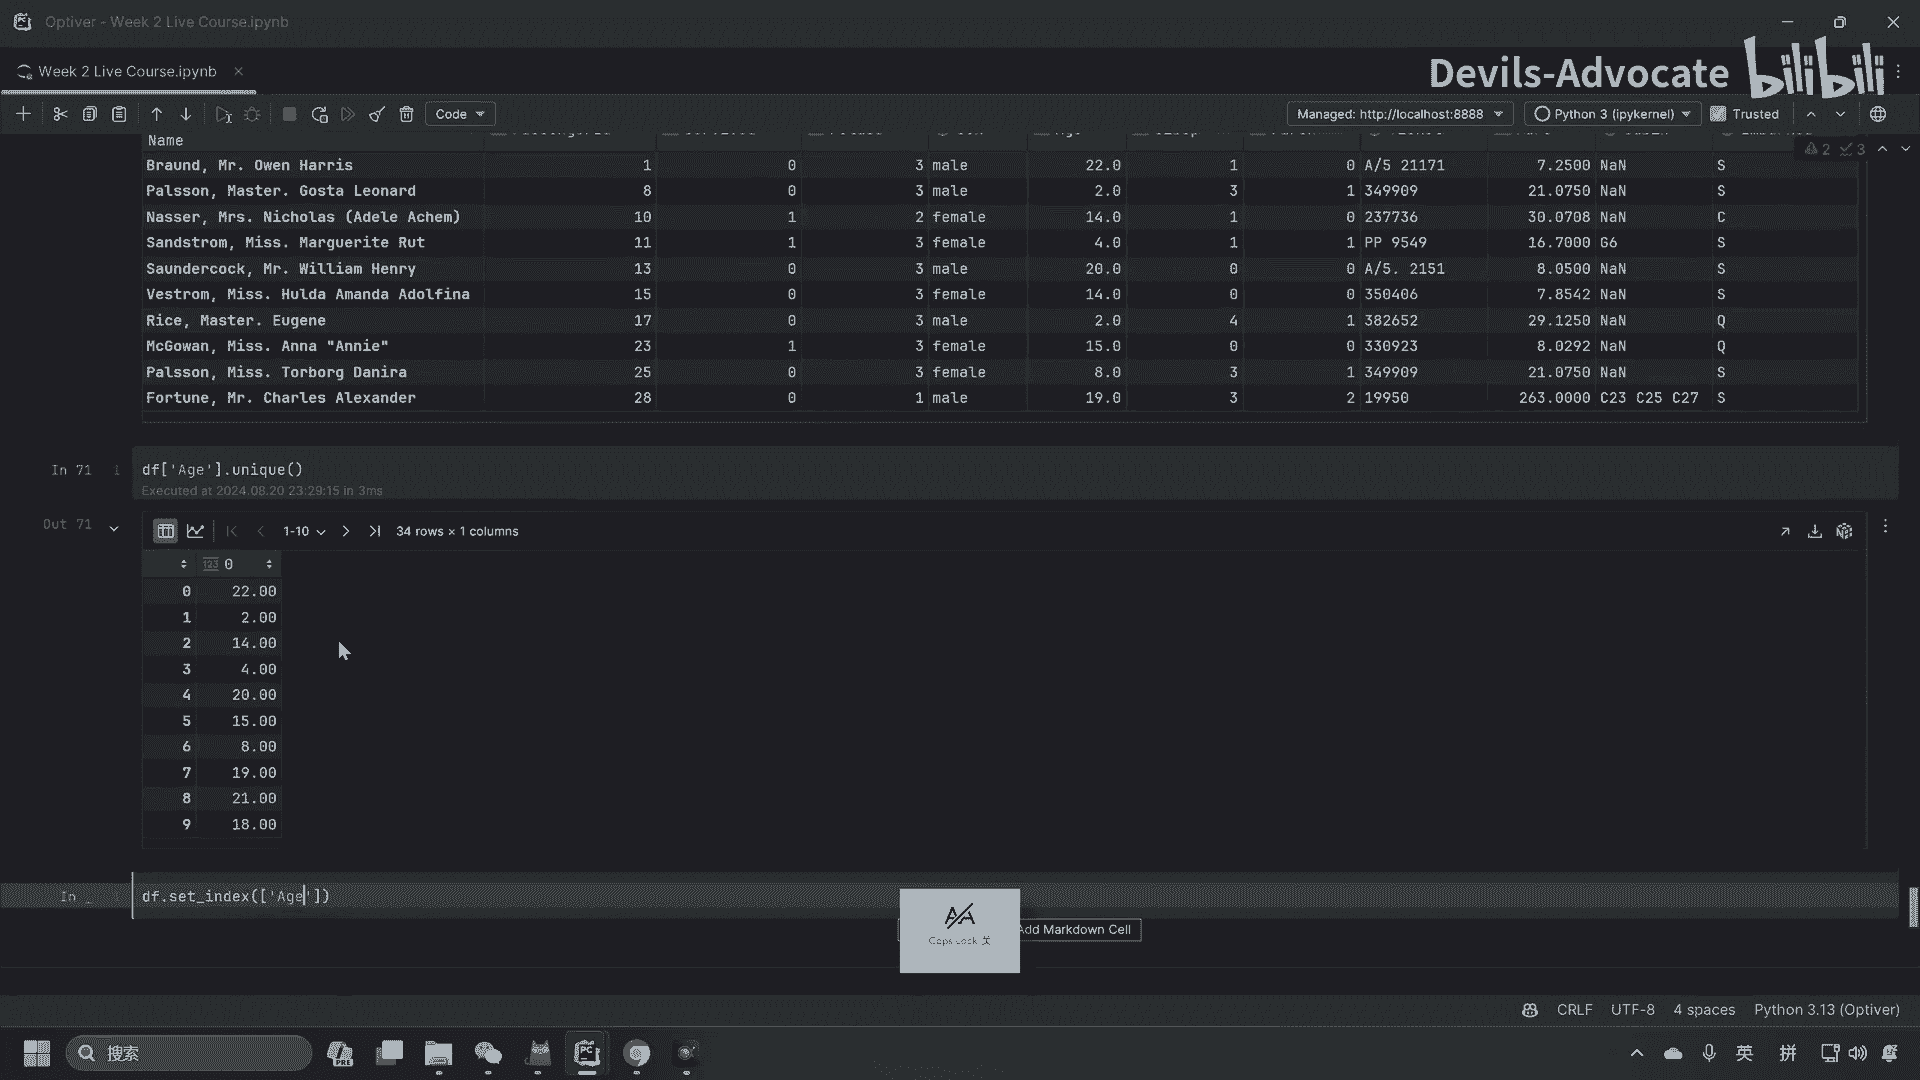 Optiver - Week 2 Live Course.ipynb
Week 2 Live Course.ipynb
Devils-Advocate bilibili
Code
Managed: http://localhost:8888
Python 3 (ipykernel)
Trusted
Name
2 3
Braund, Mr. Owen Harris 1 0 3 male 22.0 1 0 A/5 21171 7.2500 NaN S
Palsson, Master. Gosta Leonard 8 0 3 male 2.0 3 1 349909 21.0750 NaN S
Nasser, Mrs. Nicholas (Adele Achem) 10 1 2 female 14.0 1 0 237736 30.0708 NaN C
Sandstrom, Miss. Marguerite Rut 11 1 3 female 4.0 1 1 PP 9549 16.7000 G6 S
Saundercock, Mr. William Henry 13 0 3 male 20.0 0 0 A/5. 2151 8.0500 NaN S
Vestrom, Miss. Hulda Amanda Adolfina 15 0 3 female 14.0 0 0 350406 7.8542 NaN S
Rice, Master. Eugene 17 0 3 male 2.0 4 1 382652 29.1250 NaN Q
McGowan, Miss. Anna "Annie" 23 1 3 female 15.0 0 0 330923 8.0292 NaN Q
Palsson, Miss. Torborg Danira 25 0 3 female 8.0 3 1 349909 21.0750 NaN S
Fortune, Mr. Charles Alexander 28 0 1 male 19.0 3 2 19950 263.0000 C23 C25 C27 S
In 71 1 df['Age'].unique()
Executed at 2024.08.20 23:29:15 in 3ms
Out 71
1-10 34 rows × 1 columns
123 0
0 22.00
1 2.00
2 14.00
3 4.00
4 20.00
5 15.00
6 8.00
7 19.00
8 21.00
9 18.00
In _ 1 df.set_index(['Age'])
A/A
Caps Lock 关
Add Markdown Cell
CRLF UTF-8 4 spaces Python 3.13 (Optiver)
搜索
PRE
PC
英
拼